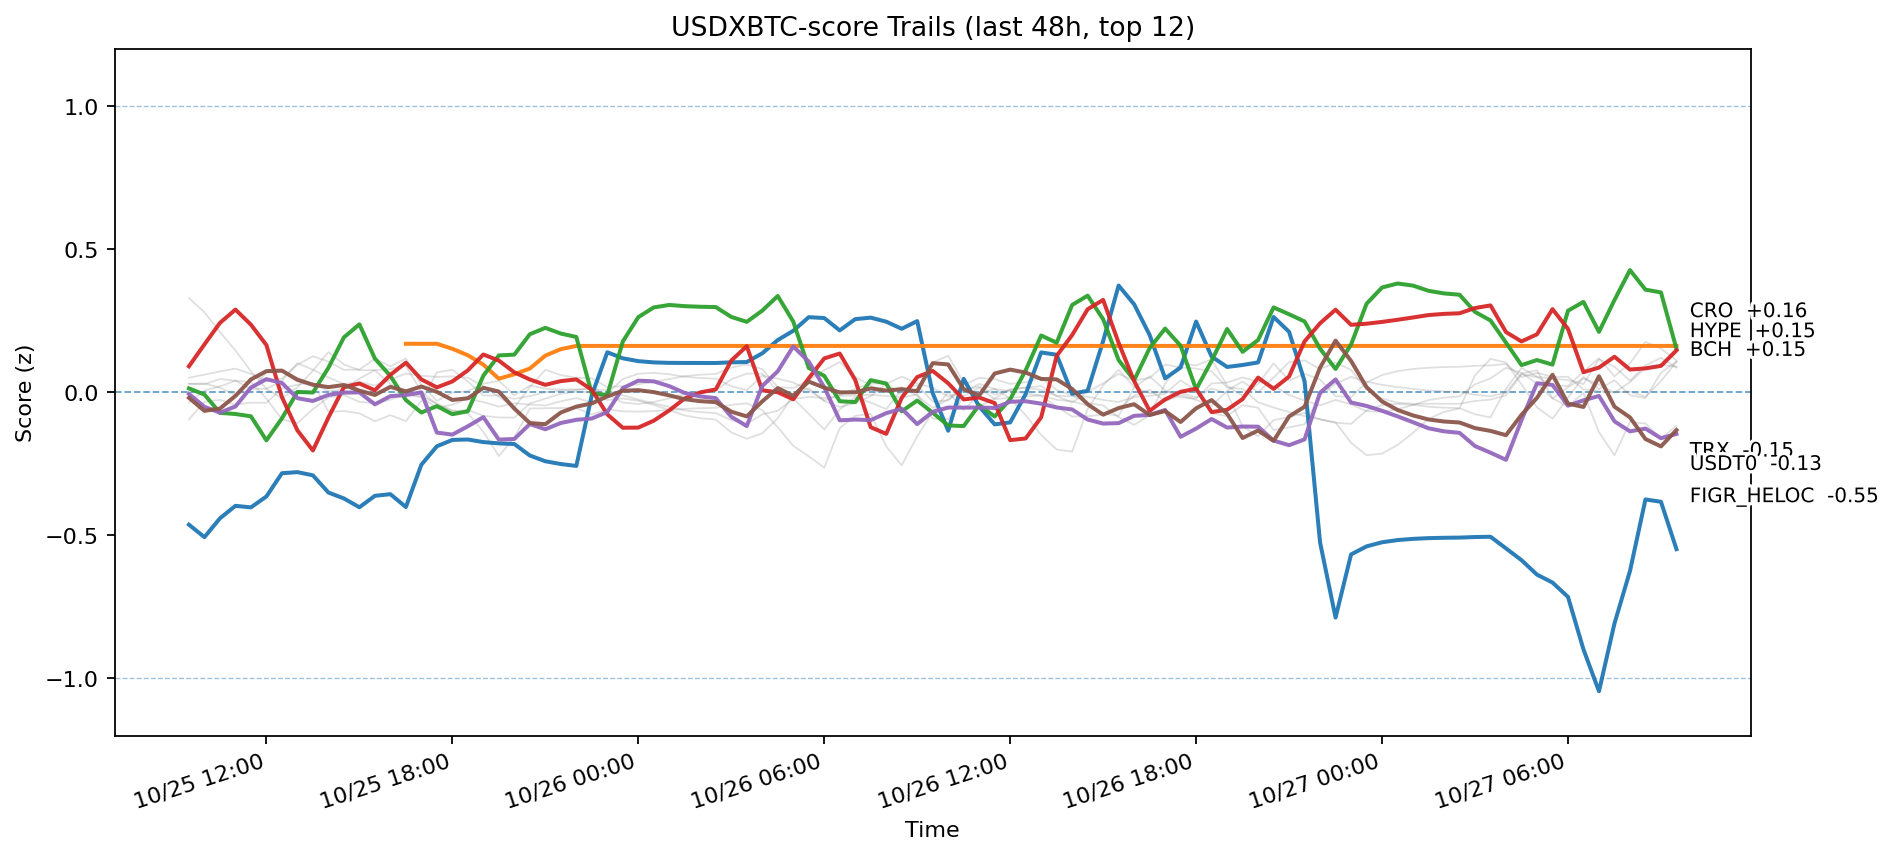 USDXBTC-score Trails (last 48h, top 12)
Score (z)
1.0
0.5
0.0
−0.5
−1.0
CRO +0.16
HYPE +0.15
BCH +0.15
TRX -0.15
USDT0 -0.13
FIGR_HELOC -0.55
10/25 12:00
10/25 18:00
10/26 00:00
10/26 06:00
10/26 12:00
10/26 18:00
10/27 00:00
10/27 06:00
Time